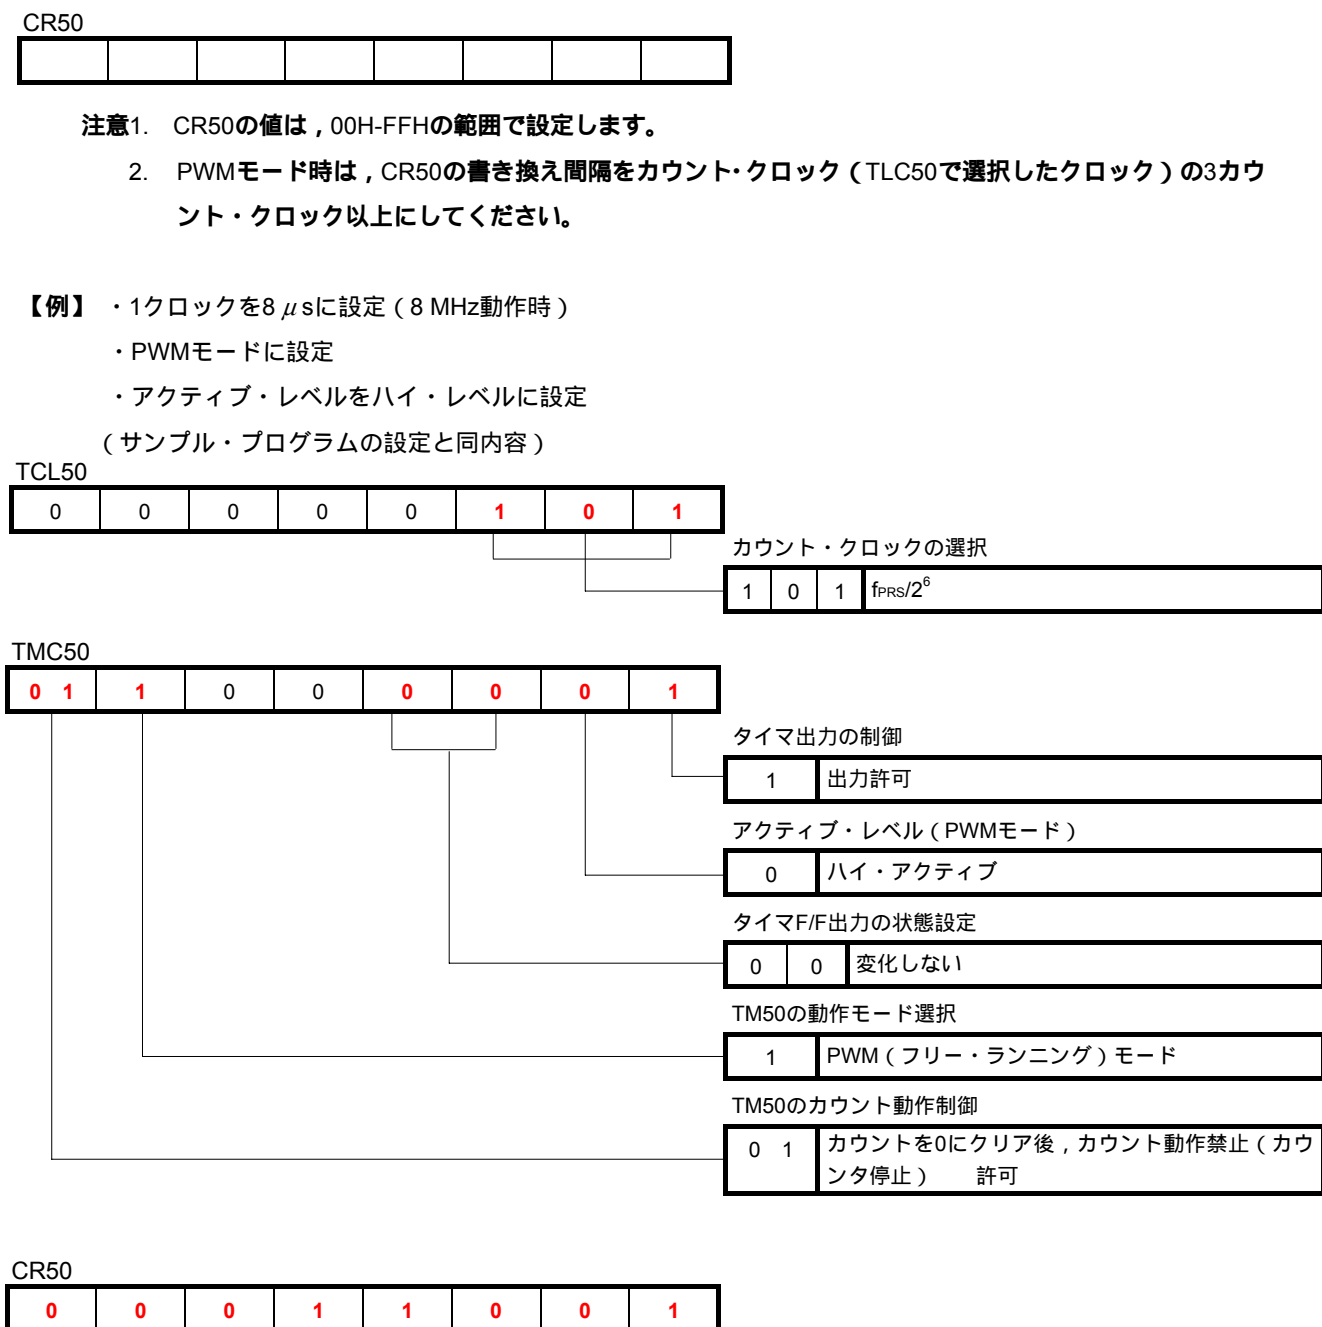 CR50
注意1. CR50の値は，00H-FFHの範囲で設定します。
2. PWMモード時は，CR50の書き換え間隔をカウント・クロック（TLC50で選択したクロック）の3カウ
ント・クロック以上にしてください。
【例】 ・1クロックを8 μsに設定（8 MHz動作時）
・PWMモードに設定
・アクティブ・レベルをハイ・レベルに設定
（サンプル・プログラムの設定と同内容）
TCL50
0 0 0 0 0 1 0 1
カウント・クロックの選択
1 0 1 fPRS/2^6
TMC50
0 1 1 0 0 0 0 0 1
タイマ出力の制御
1 出力許可
アクティブ・レベル（PWMモード）
0 ハイ・アクティブ
タイマF/F出力の状態設定
0 0 変化しない
TM50の動作モード選択
1 PWM（フリー・ランニング）モード
TM50のカウント動作制御
0 1 カウントを0にクリア後，カウント動作禁止（カウ
ンタ停止） 許可
CR50
0 0 0 1 1 0 0 1